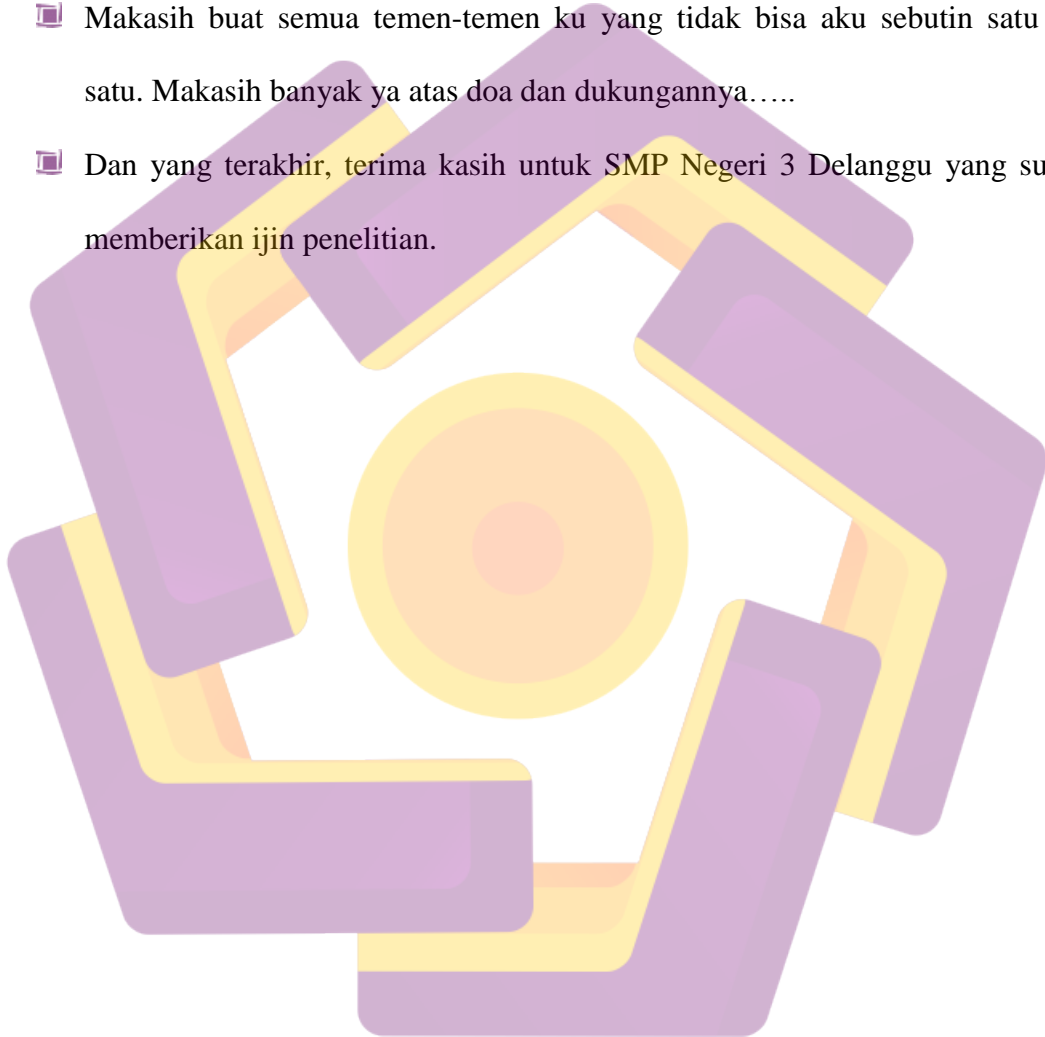 Makasih buat semua temen-temen ku yang tidak bisa aku sebutin satu
satu. Makasih banyak ya atas doa dan dukungannya…..
Dan yang terakhir, terima kasih untuk SMP Negeri 3 Delanggu yang su
memberikan ijin penelitian.